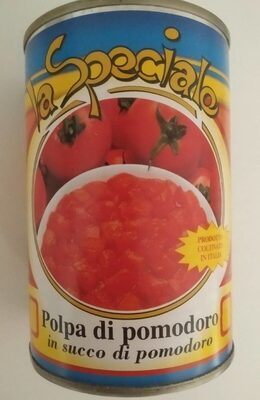 la Speciale
PRODOTTO
COLTIVATO
IN ITALIA
Polpa di pomodoro
in succo di pomodoro